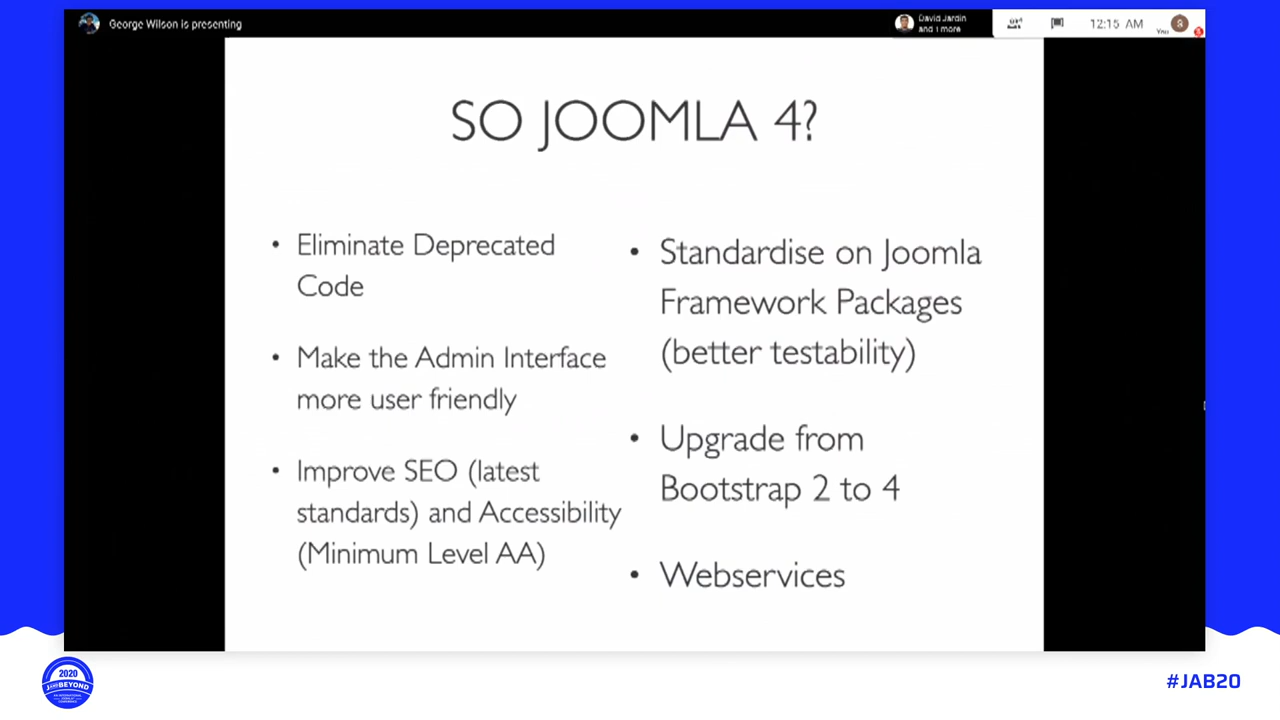 George Wilson is presenting
David Jardin
and 1 more
12:15 AM
You
S
SO JOOMLA 4?
• Eliminate Deprecated
Code
• Make the Admin Interface
more user friendly
• Improve SEO (latest
standards) and Accessibility
(Minimum Level AA)
• Standardise on Joomla
Framework Packages
(better testability)
• Upgrade from
Bootstrap 2 to 4
• Webservices
2020
JANDBEYOND
#JAB20